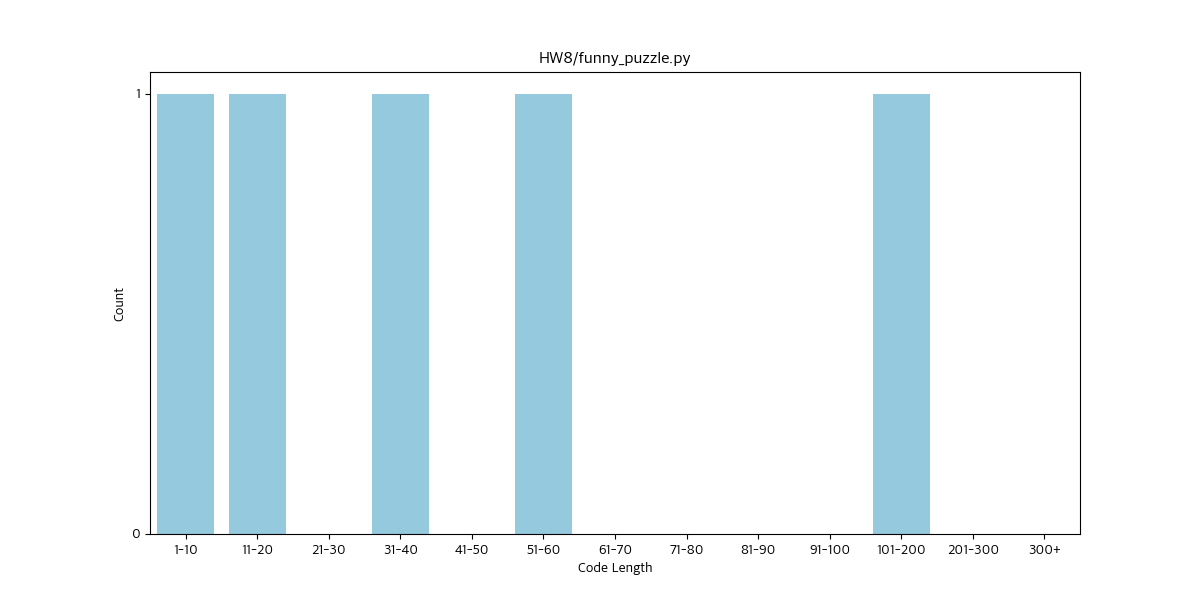 HW8/funny_puzzle.py
1
Count
0
1-10 11-20 21-30 31-40 41-50 51-60 61-70 71-80 81-90 91-100 101-200 201-300 300+
Code Length